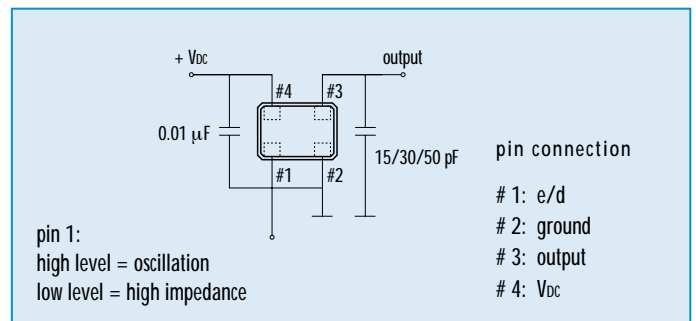 + VDC
output
#4
#3
0.01 μF
15/30/50 pF
#1
#2
pin connection
# 1: e/d
# 2: ground
# 3: output
# 4: VDC
pin 1:
high level = oscillation
low level = high impedance